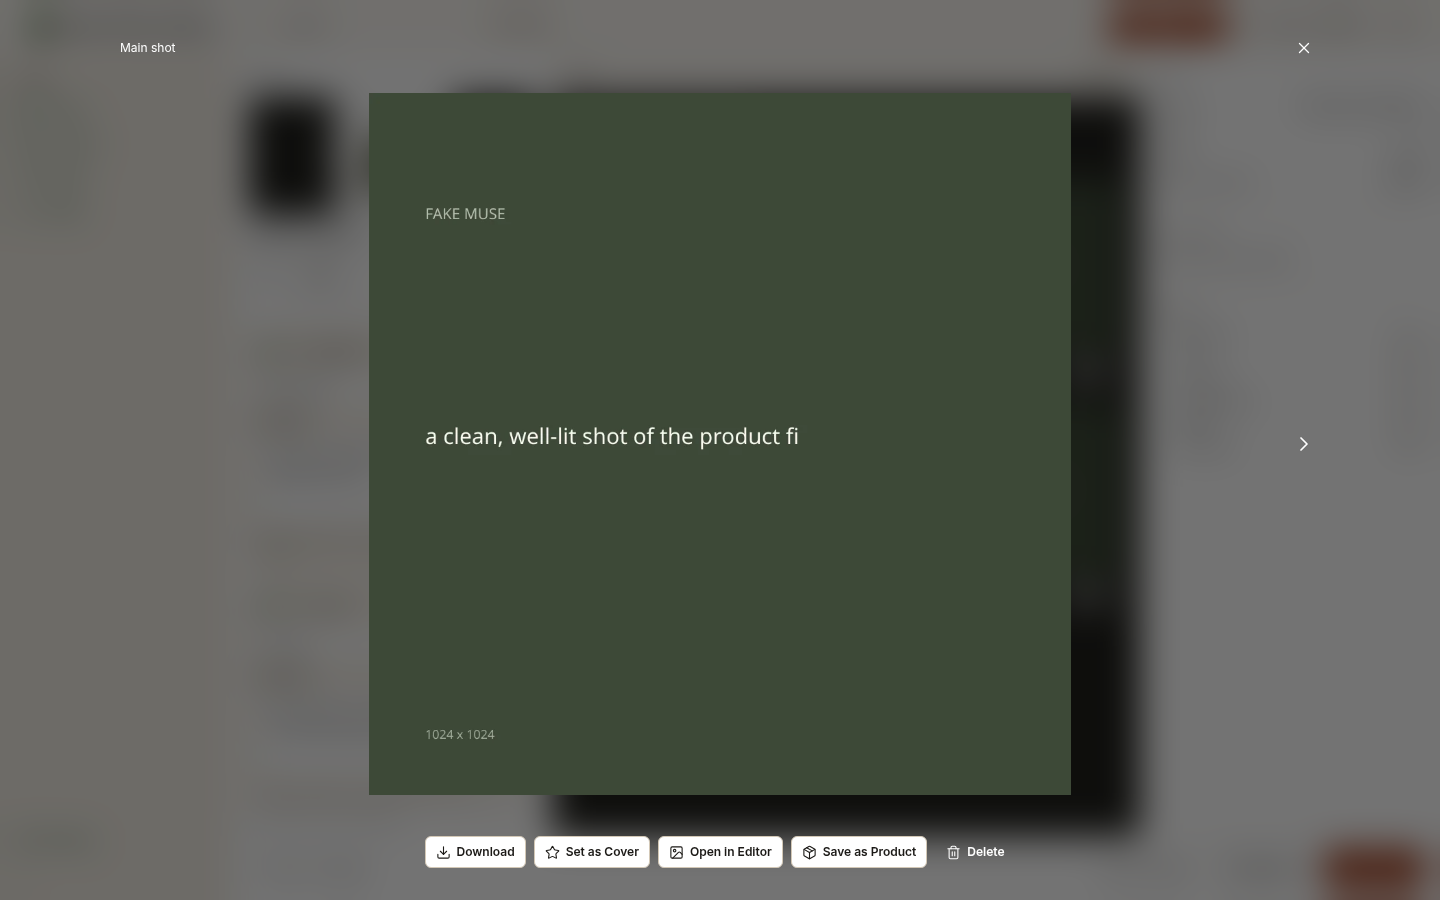 Main shot
FAKE MUSE
a clean, well-lit shot of the product fi
1024 x 1024
Download
Set as Cover
Open in Editor
Save as Product
Delete